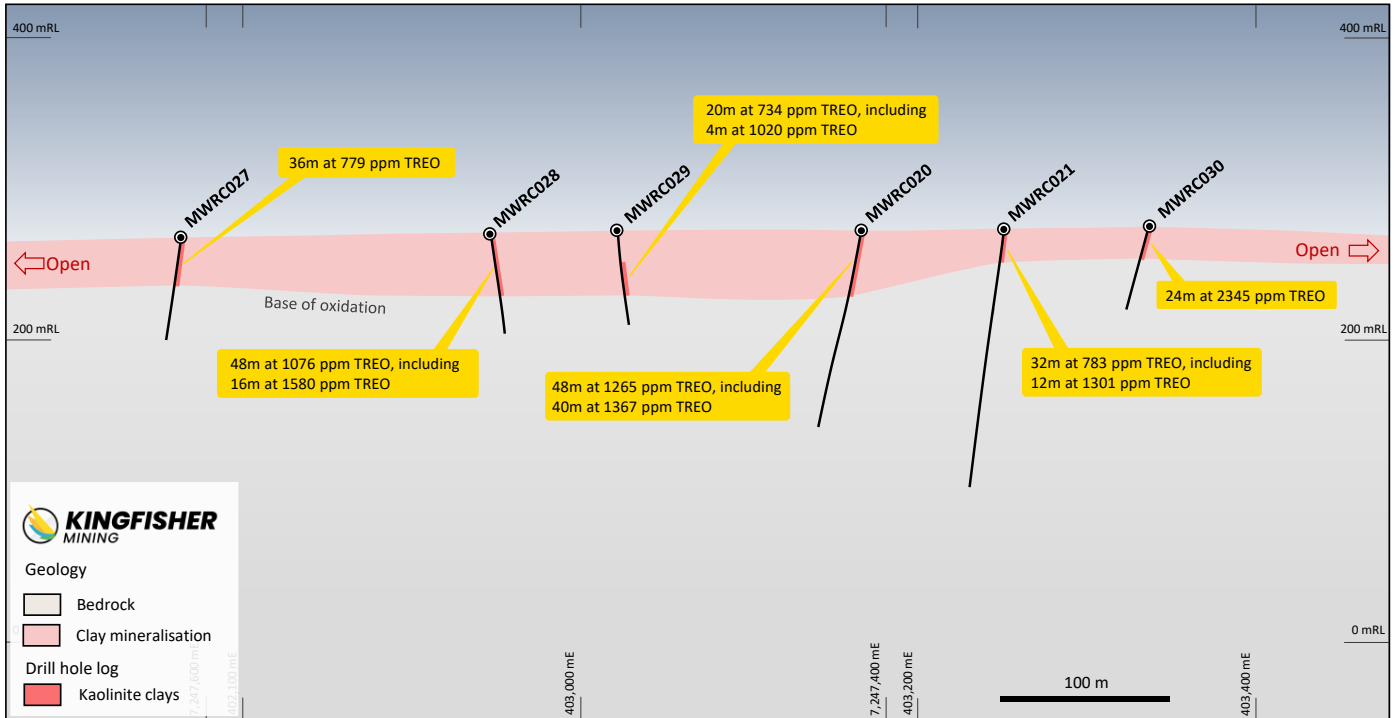 400 mRL
400 mRL
20m at 734 ppm TREO, including
4m at 1020 ppm TREO
36m at 779 ppm TREO
MWRC027
MWRC028
MWRC029
MWRC020
MWRC021
MWRC030
Open
Open
Base of oxidation
24m at 2345 ppm TREO
200 mRL
200 mRL
48m at 1076 ppm TREO, including
16m at 1580 ppm TREO
48m at 1265 ppm TREO, including
40m at 1367 ppm TREO
32m at 783 ppm TREO, including
12m at 1301 ppm TREO
KINGFISHER
MINING
Geology
Bedrock
Clay mineralisation
Drill hole log
Kaolinite clays
0 mRL
7,247,600 mE
402,100 mE
403,000 mE
7,247,400 mE
403,200 mE
403,400 mE
100 m